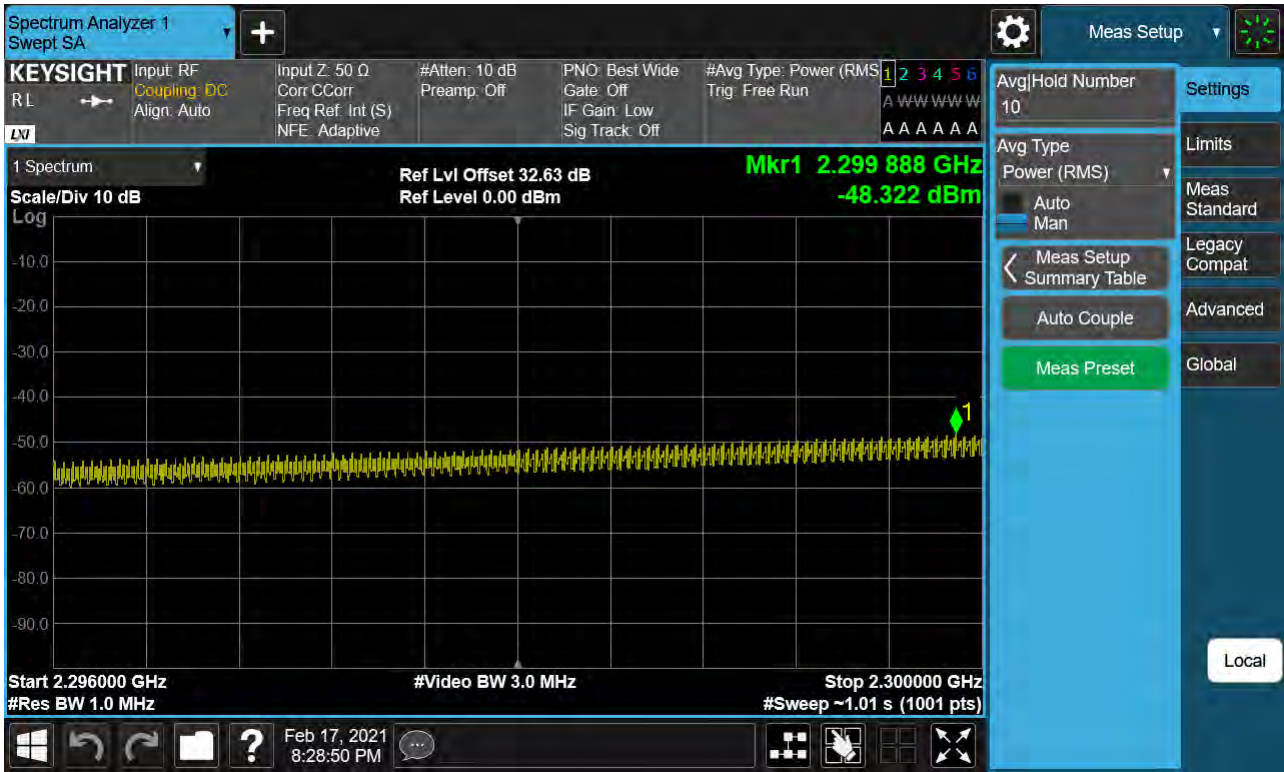 Spectrum Analyzer 1
Swept SA
+
Meas Setup
KEYSIGHT
RL
LXI
Input: RF
Coupling: DC
Align: Auto
Input Z: 50 Ω
Corr CCorr
Freq Ref: Int (S)
NFE: Adaptive
#Atten: 10 dB
Preamp: Off
PNO: Best Wide
Gate: Off
IF Gain: Low
Sig Track: Off
#Avg Type: Power (RMS
Trig: Free Run
1 2 3 4 5 6
A W W W W W
A A A A A A
1 Spectrum
Scale/Div 10 dB
Log
Ref Lvl Offset 32.63 dB
Ref Level 0.00 dBm
Mkr1 2.299 888 GHz
-48.322 dBm
-10.0
-20.0
-30.0
-40.0
-50.0
-60.0
-70.0
-80.0
-90.0
1
Start 2.296000 GHz
#Res BW 1.0 MHz
#Video BW 3.0 MHz
Stop 2.300000 GHz
#Sweep ~1.01 s (1001 pts)
Avg|Hold Number
10
Avg Type
Power (RMS)
Auto
Man
Meas Setup
Summary Table
Auto Couple
Meas Preset
Settings
Limits
Meas
Standard
Legacy
Compat
Advanced
Global
Local
?
Feb 17, 2021
8:28:50 PM